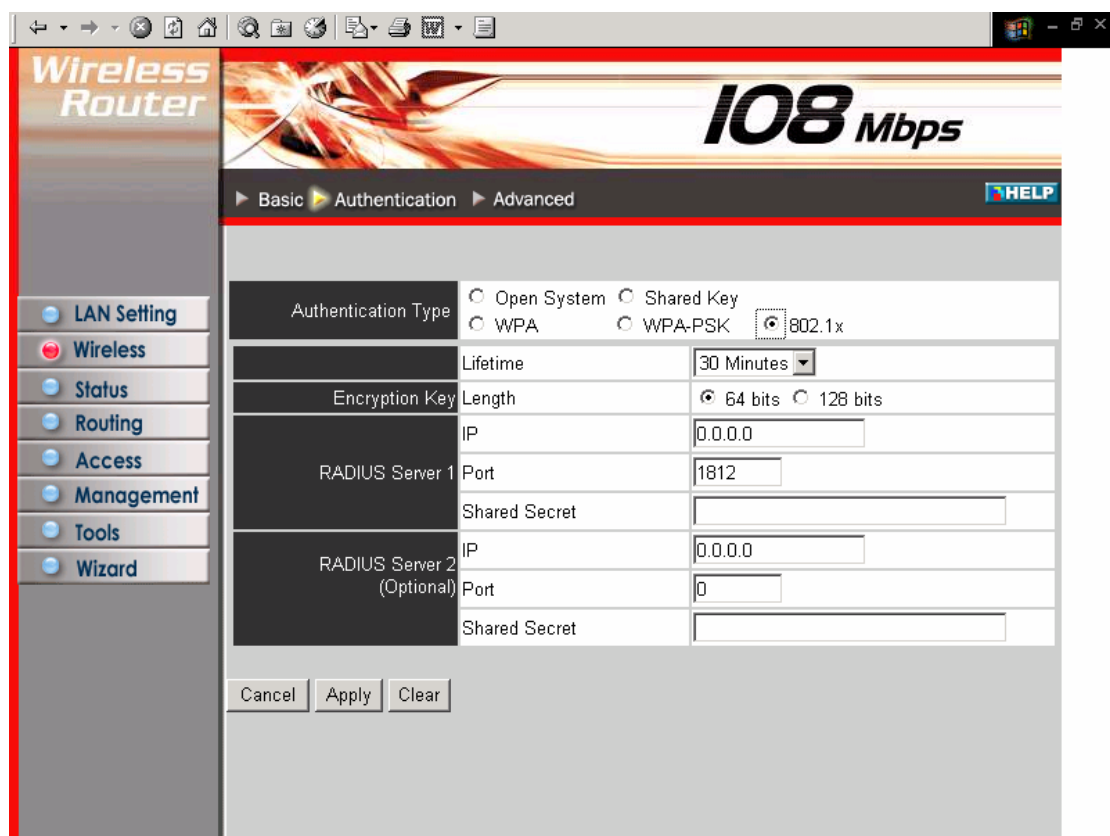 Wireless
Router
108 Mbps
Basic Authentication Advanced
HELP
LAN Setting
Wireless
Status
Routing
Access
Management
Tools
Wizard
Authentication Type
Open System Shared Key
WPA WPA-PSK 802.1x
Lifetime 30 Minutes
Encryption Key Length 64 bits 128 bits
RADIUS Server 1
IP 0.0.0.0
Port 1812
Shared Secret
RADIUS Server 2
(Optional)
IP 0.0.0.0
Port 0
Shared Secret
Cancel Apply Clear